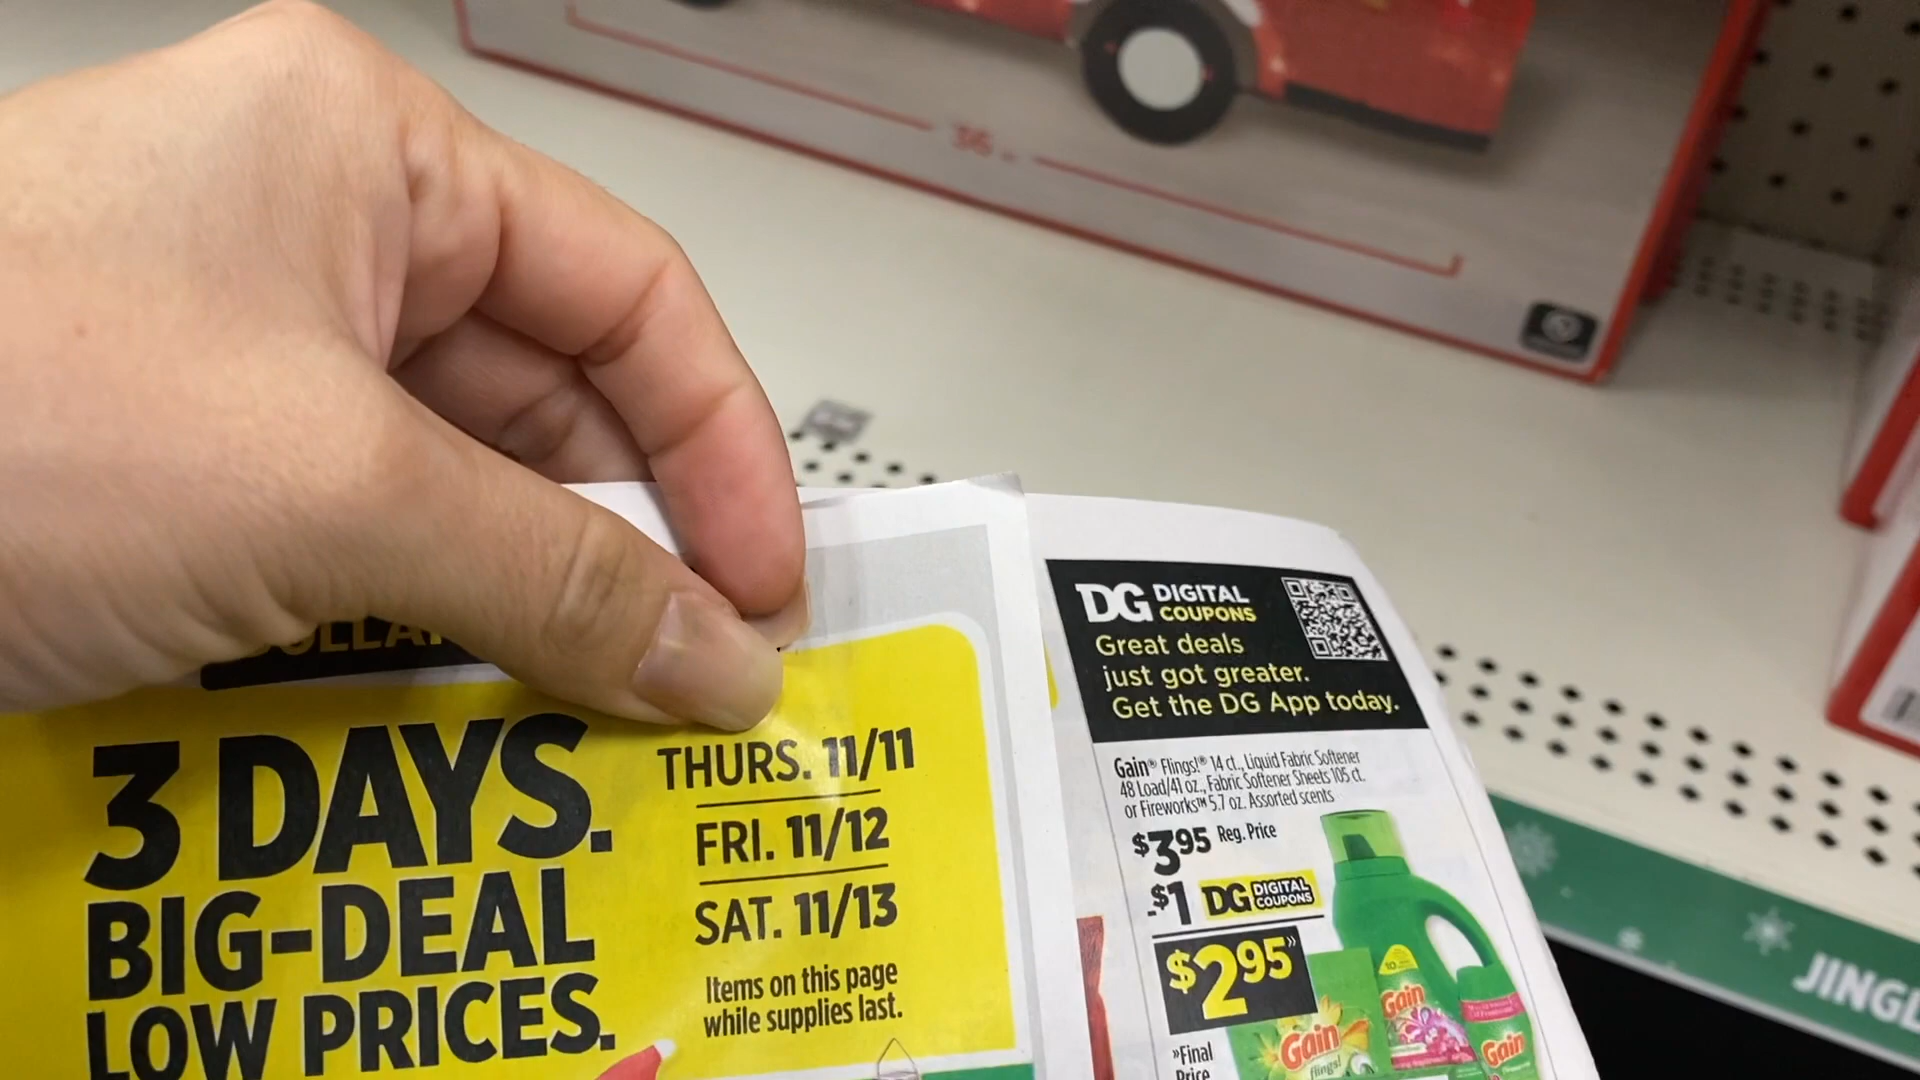 36
DOLLAR
3 DAYS.
BIG-DEAL
LOW PRICES.
THURS. 11/11
FRI. 11/12
SAT. 11/13
Items on this page
while supplies last.
DG DIGITAL
COUPONS
Great deals
just got greater.
Get the DG App today.
Gain® Flings!® 14 ct., Liquid Fabric Softener
48 Load/41 oz., Fabric Softener Sheets 105 ct.
or Fireworks™ 5.7 oz. Assorted scents
$3.95 Reg. Price
-$1 DG DIGITAL
COUPONS
$2.95»
»Final
Price
Gain
flings!
Gain
Gain
JINGL